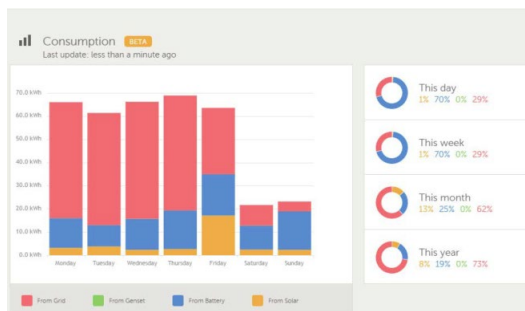 Consumption BETA
Last update: less than a minute ago
70.0 kWh
60.0 kWh
50.0 kWh
40.0 kWh
30.0 kWh
20.0 kWh
10.0 kWh
0.0 kWh
Monday Tuesday Wednesday Thursday Friday Saturday Sunday
From Grid From Genset From Battery From Solar
This day
1% 70% 0% 29%
This week
1% 70% 0% 29%
This month
13% 25% 0% 62%
This year
8% 19% 0% 73%